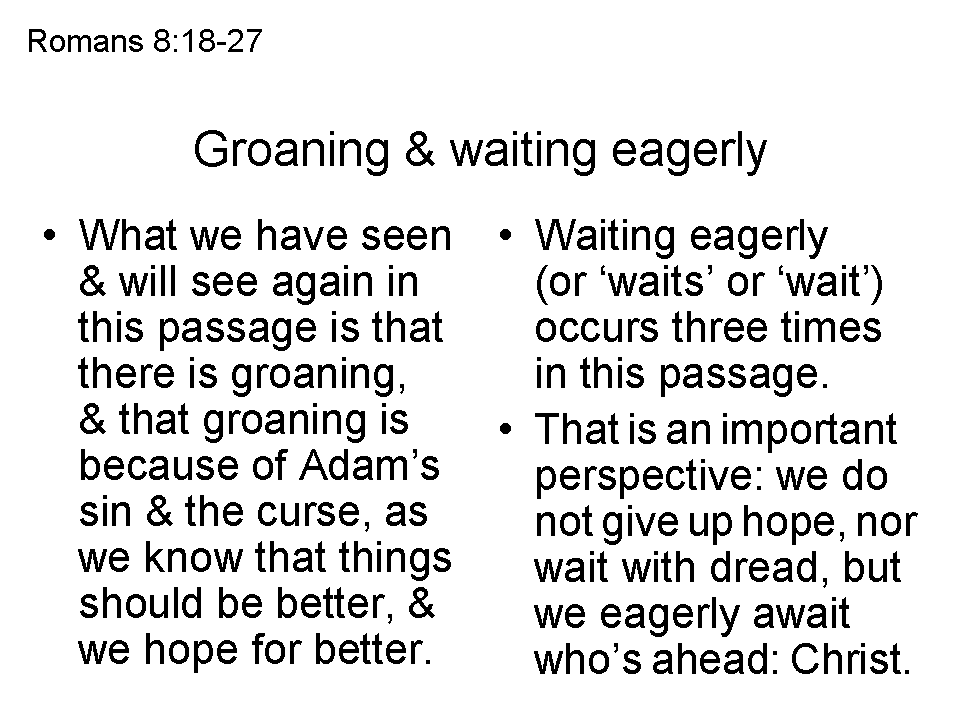 Romans 8:18-27
Groaning & waiting eagerly
• What we have seen
& will see again in
this passage is that
there is groaning,
& that groaning is
because of Adam’s
sin & the curse, as
we know that things
should be better, &
we hope for better.
• Waiting eagerly
(or ‘waits’ or ‘wait’)
occurs three times
in this passage.
• That is an important
perspective: we do
not give up hope, nor
wait with dread, but
we eagerly await
who’s ahead: Christ.